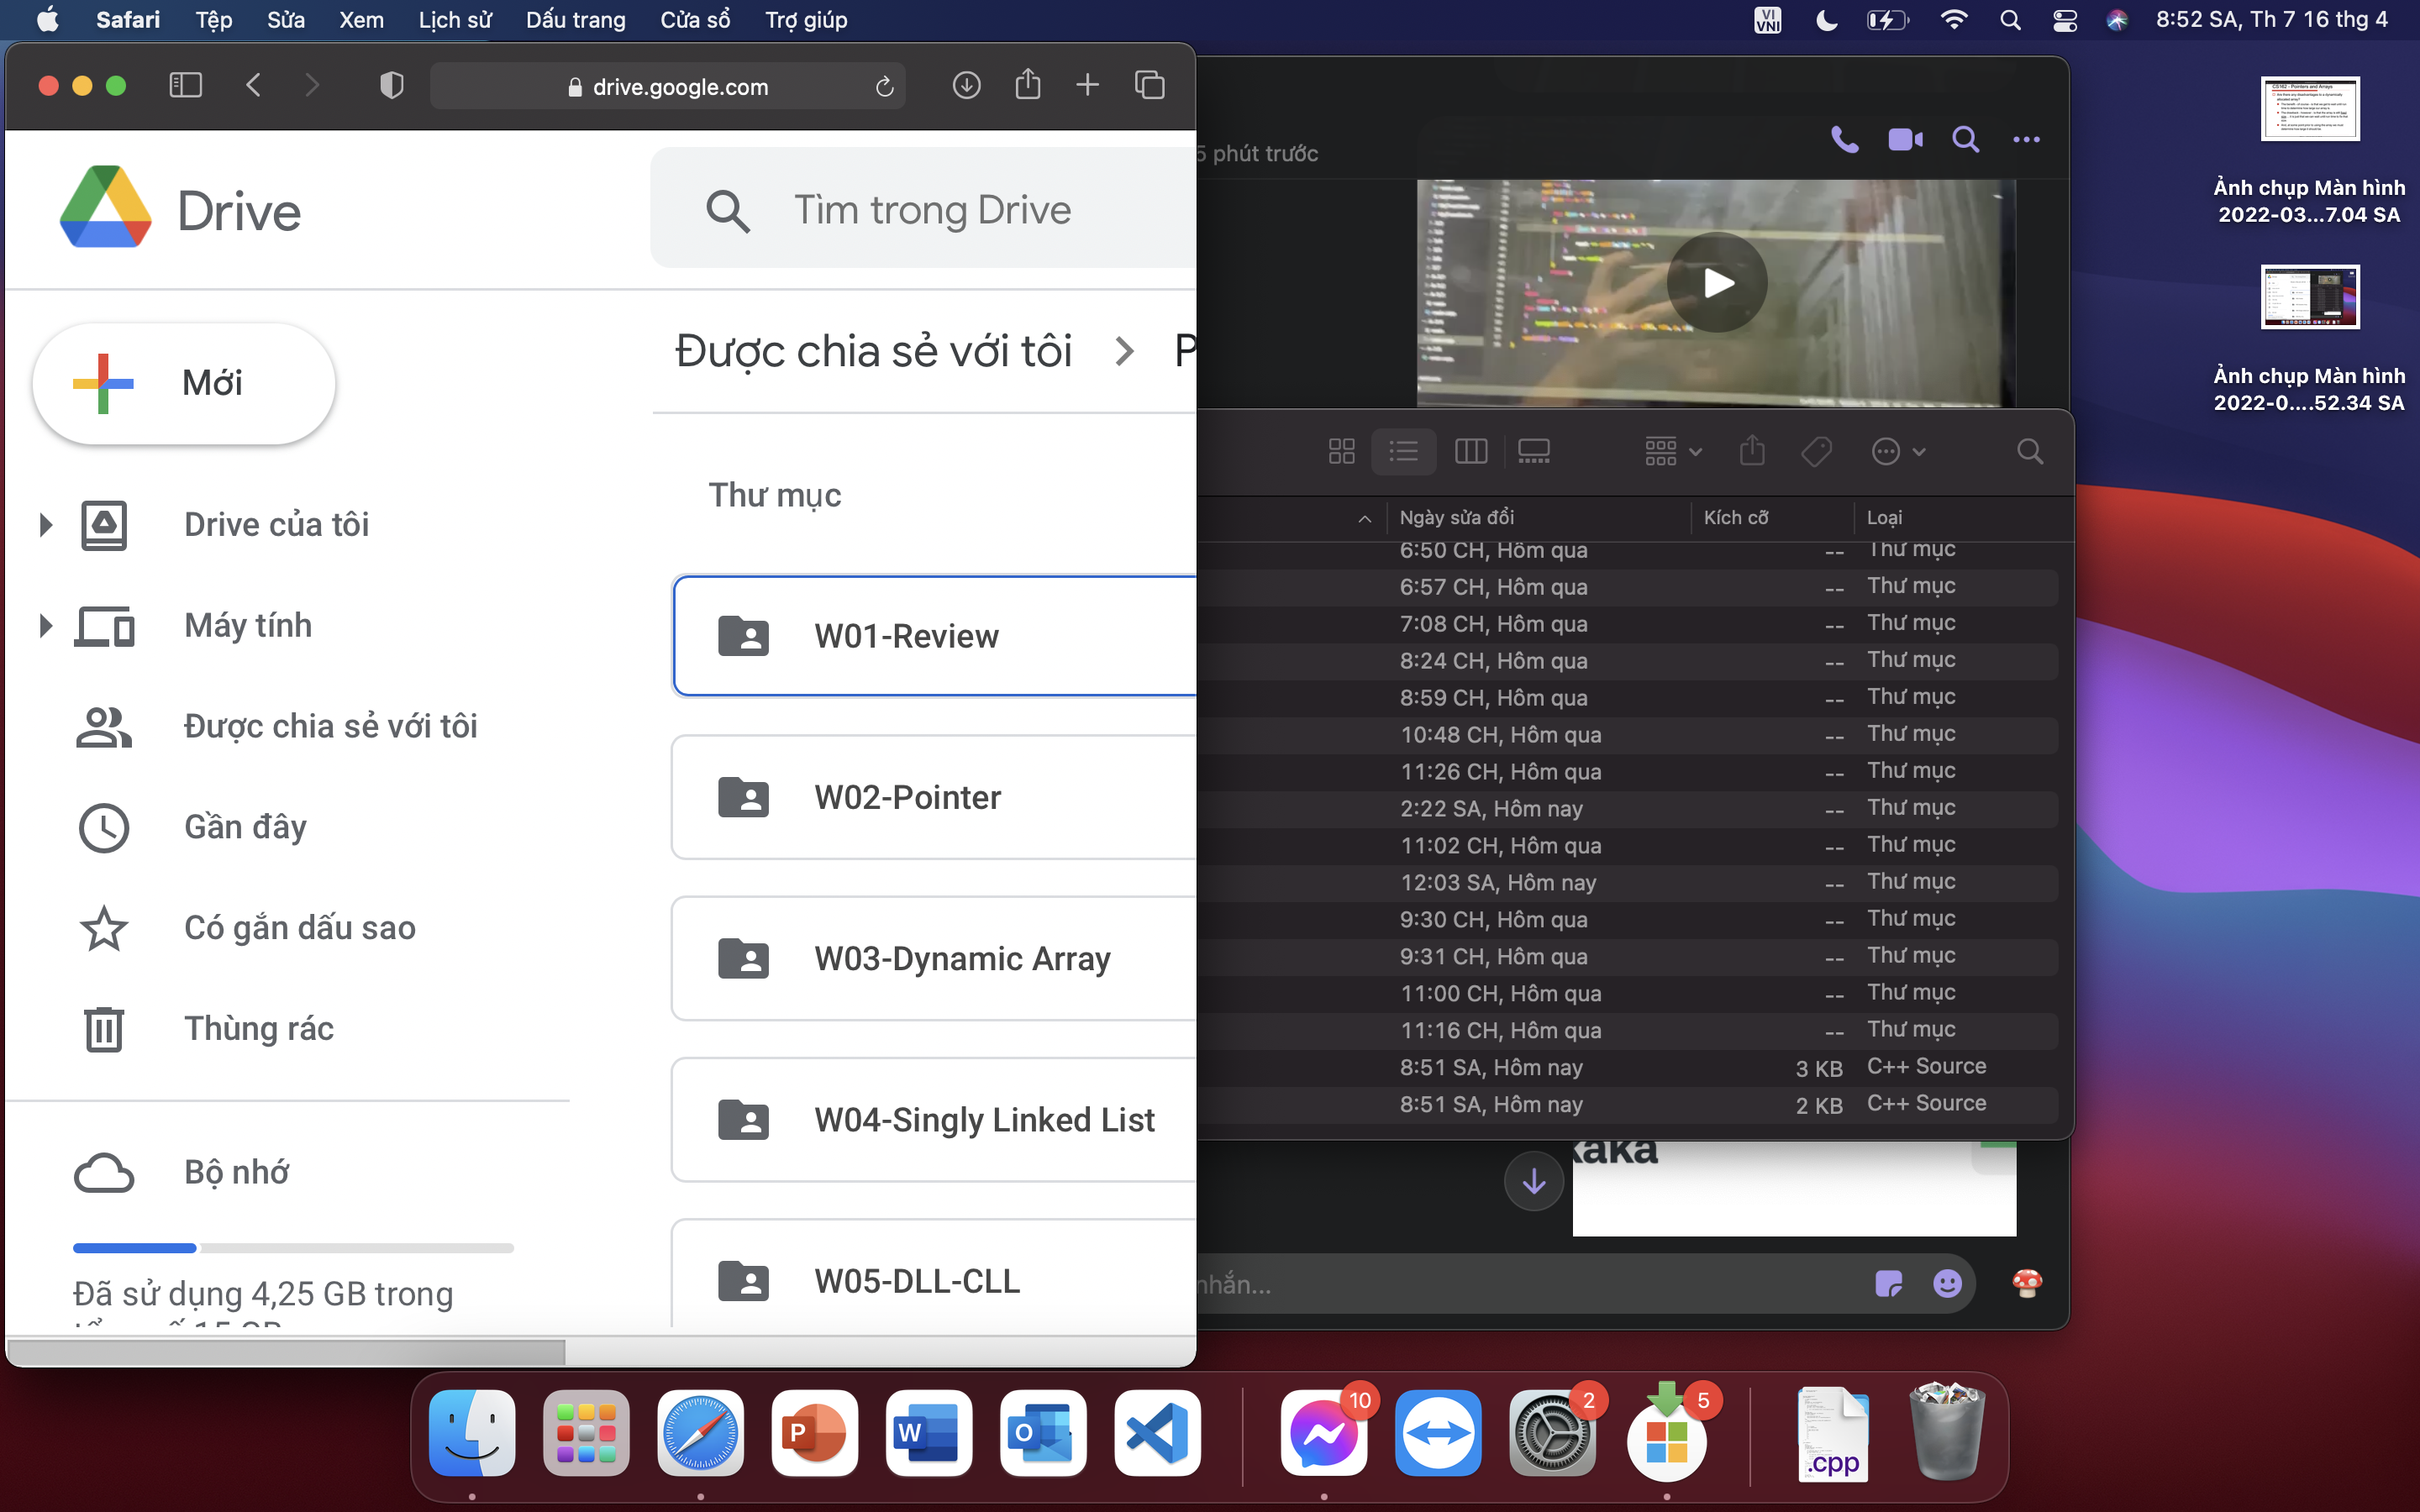 Safari Tệp Sửa Xem Lịch sử Dấu trang Cửa sổ Trợ giúp
VI VNI 8:52 SA, Th 7 16 thg 4
drive.google.com
Drive
Tìm trong Drive
Mới
Drive của tôi
Máy tính
Được chia sẻ với tôi
Gần đây
Có gắn dấu sao
Thùng rác
Bộ nhớ
Đã sử dụng 4,25 GB trong
Được chia sẻ với tôi > P
Thư mục
W01-Review
W02-Pointer
W03-Dynamic Array
W04-Singly Linked List
W05-DLL-CLL
5 phút trước
Ngày sửa đổi Kích cỡ Loại
6:50 CH, Hôm qua -- Thư mục
6:57 CH, Hôm qua -- Thư mục
7:08 CH, Hôm qua -- Thư mục
8:24 CH, Hôm qua -- Thư mục
8:59 CH, Hôm qua -- Thư mục
10:48 CH, Hôm qua -- Thư mục
11:26 CH, Hôm qua -- Thư mục
2:22 SA, Hôm nay -- Thư mục
11:02 CH, Hôm qua -- Thư mục
12:03 SA, Hôm nay -- Thư mục
9:30 CH, Hôm qua -- Thư mục
9:31 CH, Hôm qua -- Thư mục
11:00 CH, Hôm qua -- Thư mục
11:16 CH, Hôm qua -- Thư mục
8:51 SA, Hôm nay 3 KB C++ Source
8:51 SA, Hôm nay 2 KB C++ Source
kaka
nhắn...
CS162 - Pointers and Arrays
Ảnh chụp Màn hình
2022-03...7.04 SA
Ảnh chụp Màn hình
2022-0....52.34 SA
P W O 10 2 5 .cpp